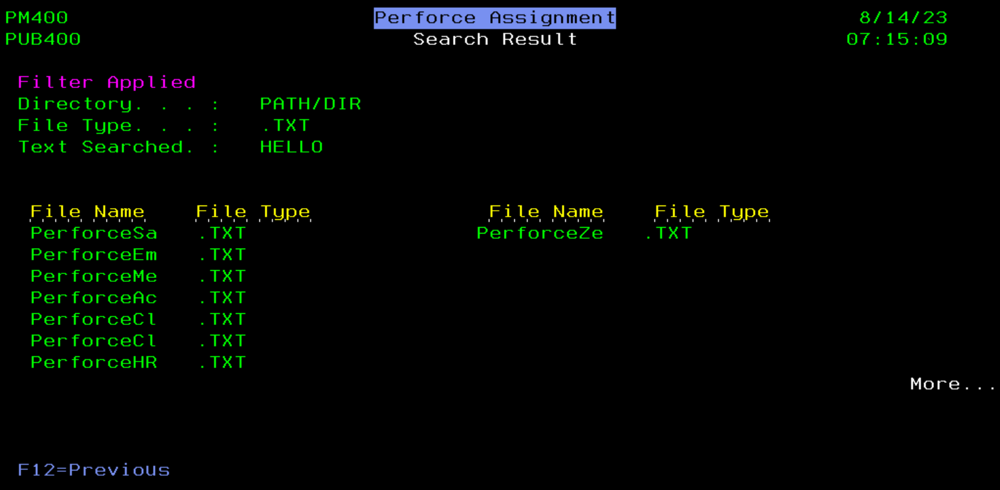 PM400 Perforce Assignment 8/14/23
PUB400 Search Result 07:15:09
Filter Applied
Directory. . . : PATH/DIR
File Type. . . : .TXT
Text Searched. : HELLO
File Name File Type File Name File Type
PerforceSa .TXT PerforceZe .TXT
PerforceEm .TXT
PerforceMe .TXT
PerforceAc .TXT
PerforceCl .TXT
PerforceCl .TXT
PerforceHR .TXT
More...
F12=Previous